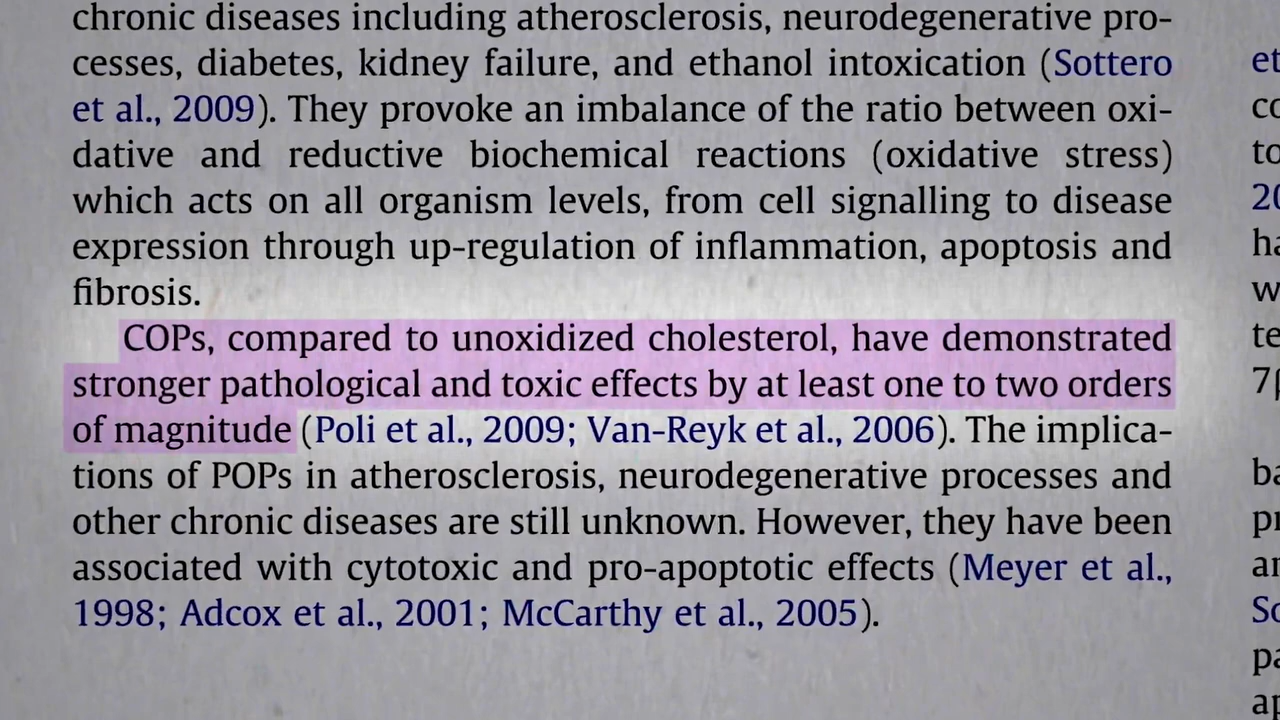 chronic diseases including atherosclerosis, neurodegenerative pro-
cesses, diabetes, kidney failure, and ethanol intoxication (Sottero
et al., 2009). They provoke an imbalance of the ratio between oxi-
dative and reductive biochemical reactions (oxidative stress)
which acts on all organism levels, from cell signalling to disease
expression through up-regulation of inflammation, apoptosis and
fibrosis.
COPs, compared to unoxidized cholesterol, have demonstrated
stronger pathological and toxic effects by at least one to two orders
of magnitude (Poli et al., 2009; Van-Reyk et al., 2006). The implica-
tions of POPs in atherosclerosis, neurodegenerative processes and
other chronic diseases are still unknown. However, they have been
associated with cytotoxic and pro-apoptotic effects (Meyer et al.,
1998; Adcox et al., 2001; McCarthy et al., 2005).